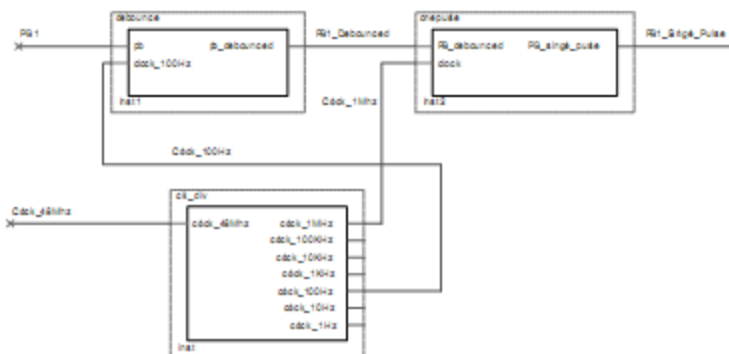 debounce
onepulse
PB1
pb
pb_debounced
PB1_Debounced
PB_debounced
PB_single_pulse
PB1_Single_Pulse
clock_100Hz
clock
inst1
inst2
Clock_1Mhz
Clock_100Hz
clk_div
Clock_48Mhz
clock_48Mhz
clock_1MHz
clock_100KHz
clock_10KHz
clock_1KHz
clock_100Hz
clock_10Hz
clock_1Hz
inst